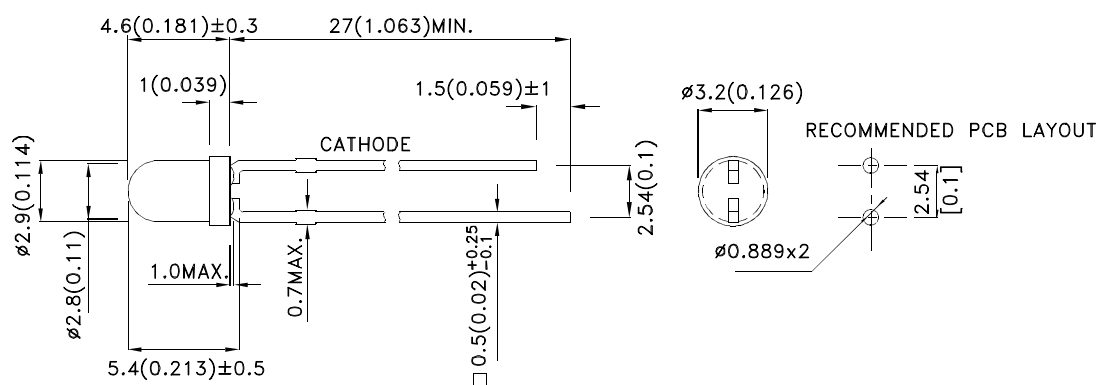 4.6(0.181)±0.3
27(1.063)MIN.
1(0.039)
1.5(0.059)±1
ø3.2(0.126)
RECOMMENDED PCB LAYOUT
CATHODE
ø2.9(0.114)
ø2.8(0.11)
2.54(0.1)
2.54
[0.1]
1.0MAX.
0.7MAX.
□0.5(0.02)+0.25
-0.1
ø0.889x2
5.4(0.213)±0.5